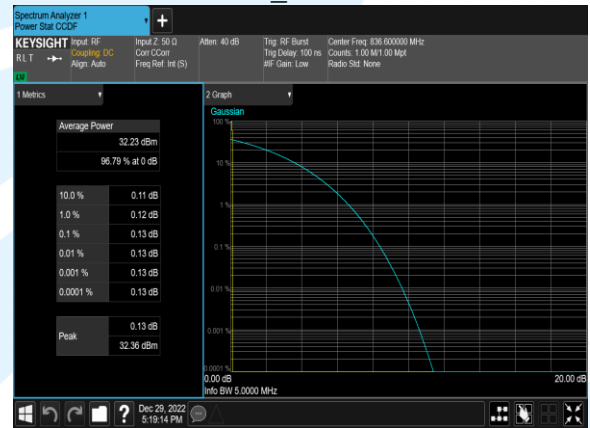 Spectrum Analyzer 1
Power Stat CCDF
+
KEYSIGHT
RLT
LXI
Input: RF
Coupling: DC
Align: Auto
Input Z: 50 Ω
Corr CCorr
Freq Ref: Int (S)
Atten: 40 dB
Trig: RF Burst
Trig Delay: 100 ns
#IF Gain: Low
Center Freq: 836.600000 MHz
Counts: 1.00 M/1.00 Mpt
Radio Std: None
1 Metrics
Average Power
32.23 dBm
96.79 % at 0 dB
10.0 % 0.11 dB
1.0 % 0.12 dB
0.1 % 0.13 dB
0.01 % 0.13 dB
0.001 % 0.13 dB
0.0001 % 0.13 dB
Peak
0.13 dB
32.36 dBm
2 Graph
Gaussian
100 %
10 %
1 %
0.1 %
0.01 %
0.001 %
0.0001 %
0.00 dB
20.00 dB
Info BW 5.0000 MHz
?
Dec 29, 2022
5:19:14 PM